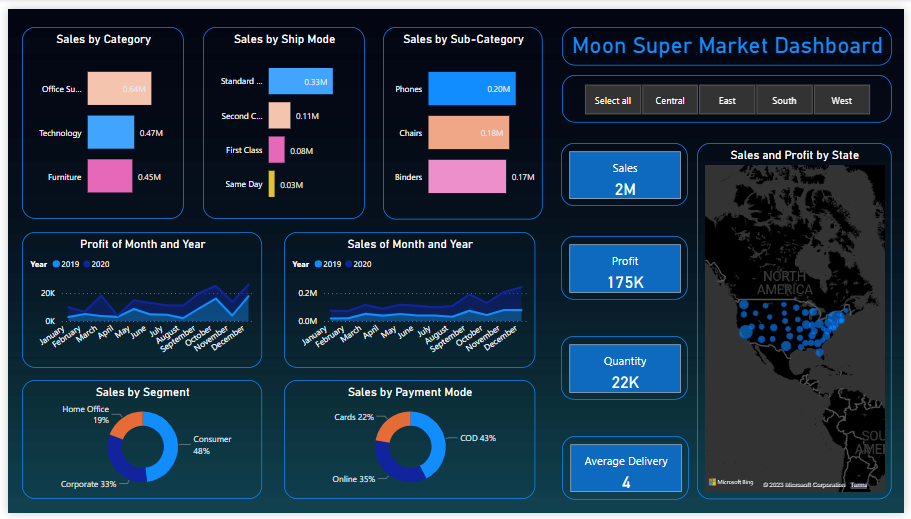 Sales by Category
Office Su... 0.64M
Technology 0.47M
Furniture 0.45M
Sales by Ship Mode
Standard ... 0.33M
Second C... 0.11M
First Class 0.08M
Same Day 0.03M
Sales by Sub-Category
Phones 0.20M
Chairs 0.18M
Binders 0.17M
Moon Super Market Dashboard
Select all Central East South West
Profit of Month and Year
Year 2019 2020
20K
0K
January February March April May June July August September October November December
Sales of Month and Year
Year 2019 2020
0.2M
0.0M
January February March April May June July August September October November December
Sales by Segment
Home Office
19%
Consumer
48%
Corporate 33%
Sales by Payment Mode
Cards 22%
COD 43%
Online 35%
Sales
2M
Profit
175K
Quantity
22K
Average Delivery
4
Sales and Profit by State
NORTH
AMERICA
SOU
AMEI
Microsoft Bing
© 2023 Microsoft Corporation Terms